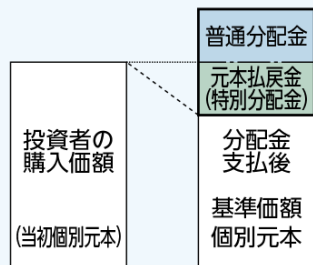 普通分配金
元本払戻金
(特別分配金)
投資者の
購入価額
(当初個別元本)
分配金
支払後
基準価額
個別元本